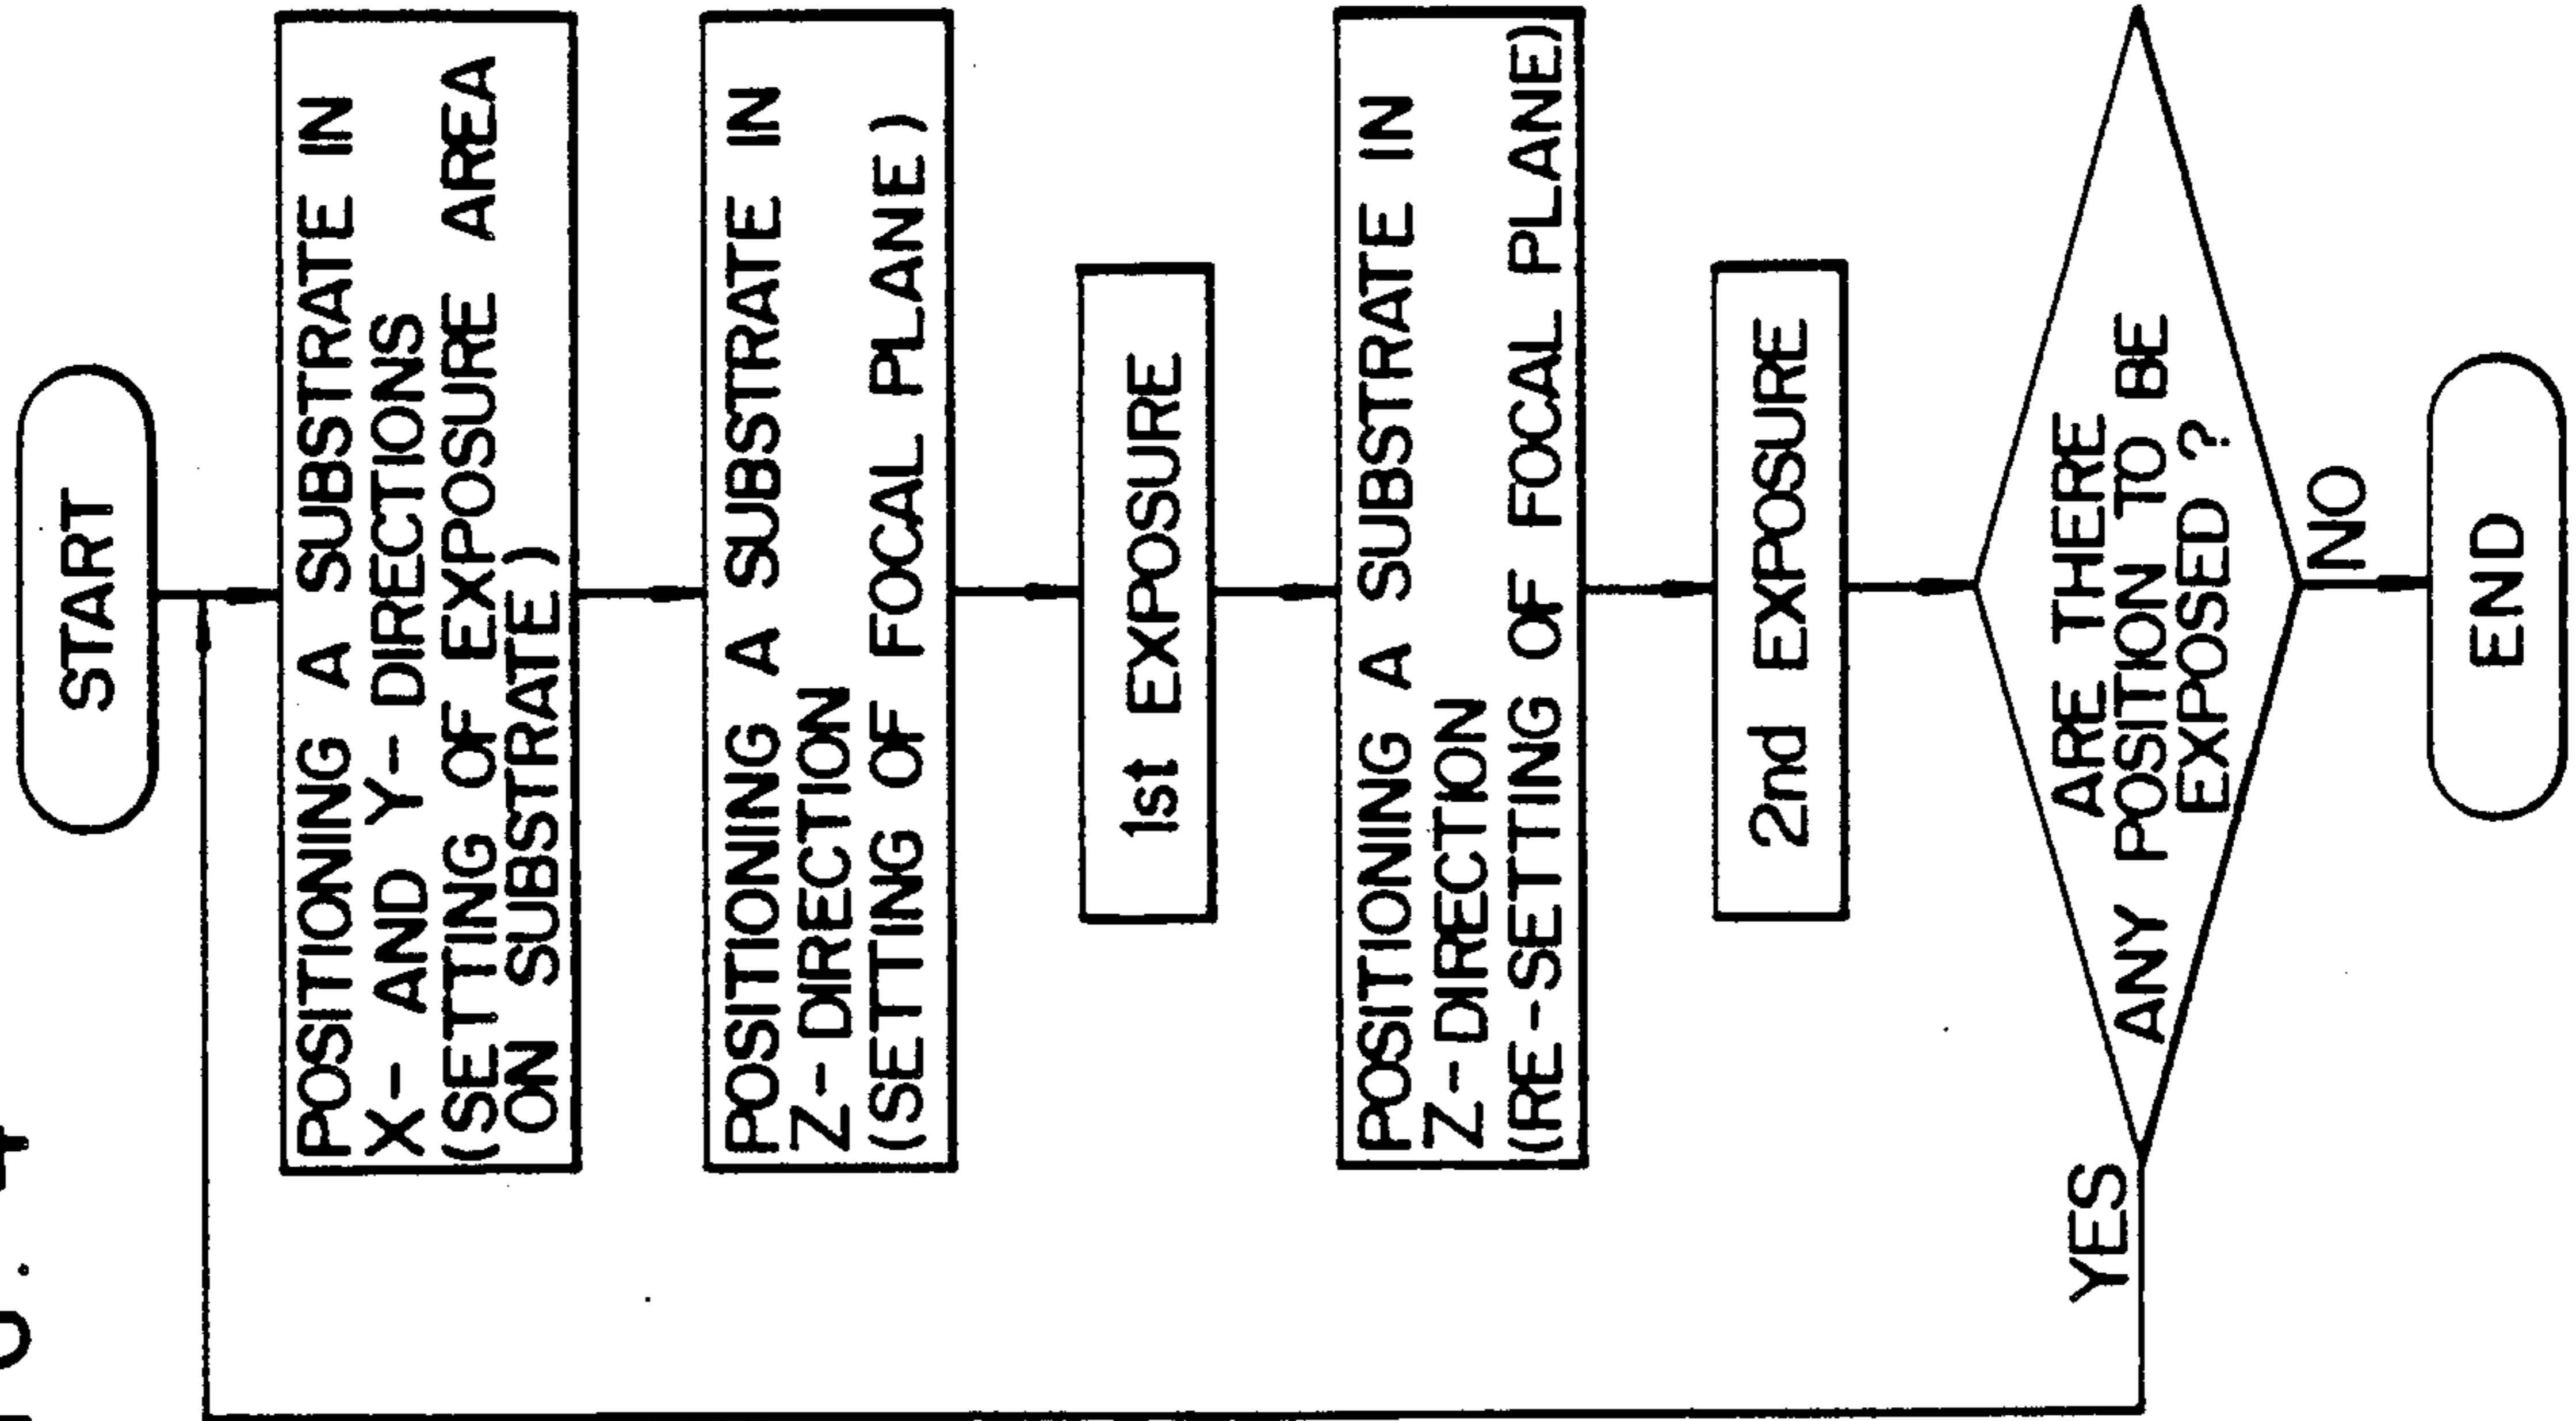 START
POSITIONING A SUBSTRATE IN
X- AND Y- DIRECTIONS
(SETTING OF EXPOSURE AREA
ON SUBSTRATE)
POSITIONING A SUBSTRATE IN
Z-DIRECTION
(SETTING OF FOCAL PLANE)
1st EXPOSURE
POSITIONING A SUBSTRATE IN
Z-DIRECTION
(RE-SETTING OF FOCAL PLANE)
2nd EXPOSURE
ARE THERE
ANY POSITION TO BE
EXPOSED ?
YES
NO
END